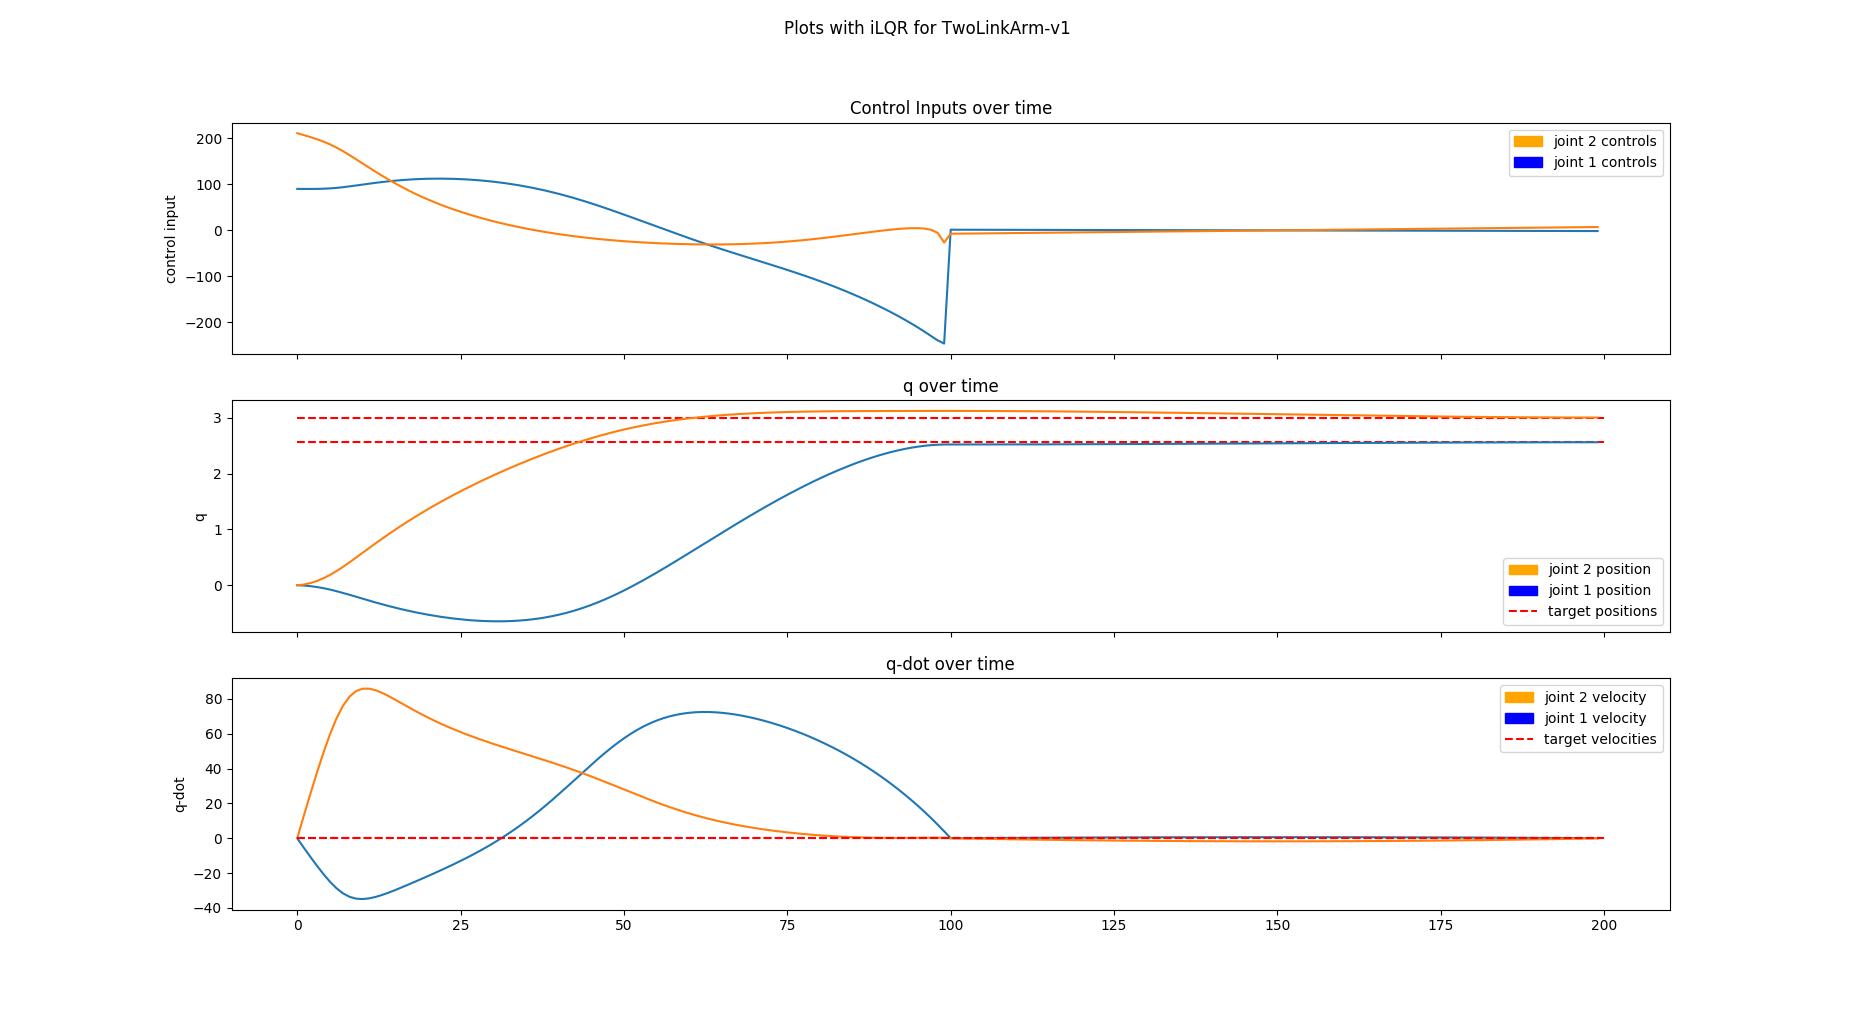 Plots with iLQR for TwoLinkArm-v1
Control Inputs over time
200
100
0
−100
−200
control input
joint 2 controls
joint 1 controls
q over time
3
2
1
0
q
joint 2 position
joint 1 position
target positions
q-dot over time
80
60
40
20
0
−20
−40
q-dot
joint 2 velocity
joint 1 velocity
target velocities
0 25 50 75 100 125 150 175 200